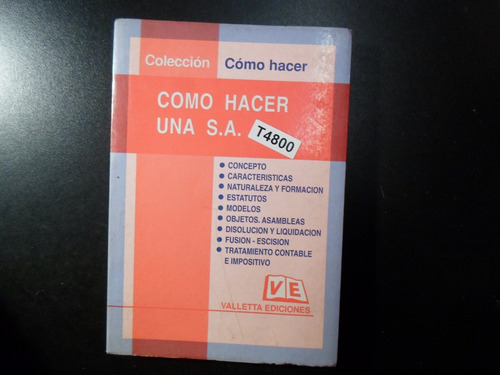 Colección Cómo hacer
COMO HACER
UNA S.A.
T4800
CONCEPTO
CARACTERISTICAS
NATURALEZA Y FORMACION
ESTATUTOS
MODELOS
OBJETOS. ASAMBLEAS
DISOLUCION Y LIQUIDACION
FUSION - ESCISION
TRATAMIENTO CONTABLE
E IMPOSITIVO
VE
VALLETTA EDICIONES